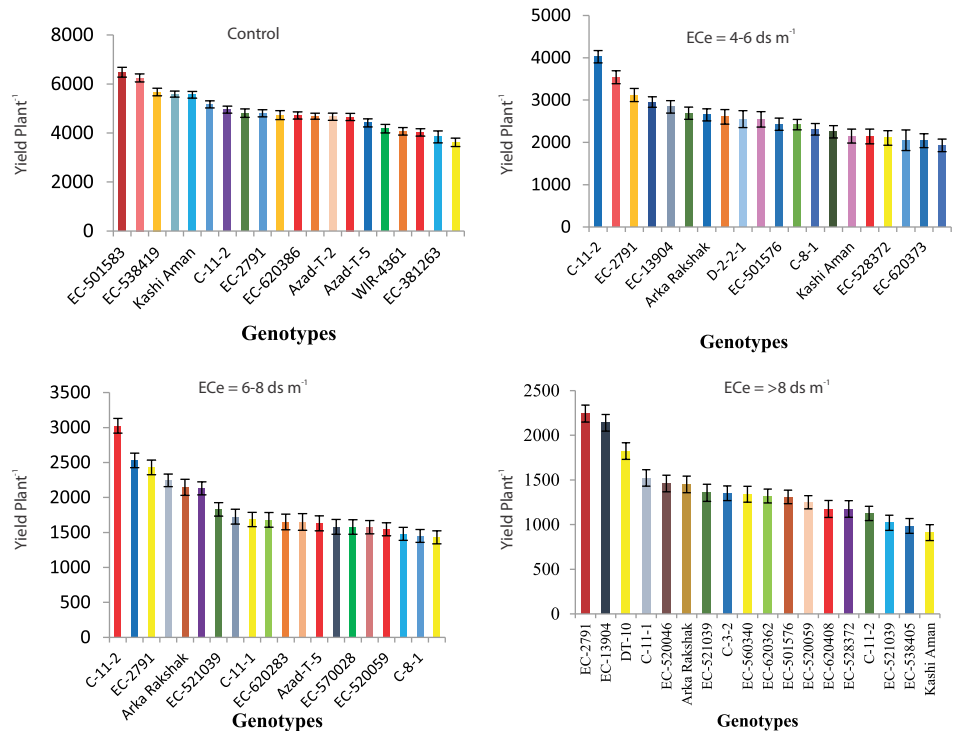 Control
Yield Plant-1
8000
6000
4000
2000
0
EC-501583
EC-538419
Kashi Aman
C-11-2
EC-2791
EC-620386
Azad-T-2
Azad-T-5
WIR-4361
EC-381263
Genotypes
ECe = 4-6 ds m-1
Yield Plant-1
5000
4000
3000
2000
1000
0
C-11-2
EC-2791
EC-13904
Arka Rakshak
D-2-2-1
EC-501576
C-8-1
Kashi Aman
EC-528372
EC-620373
Genotypes
ECe = 6-8 ds m-1
Yield Plant-1
3500
3000
2500
2000
1500
1000
500
0
C-11-2
EC-2791
Arka Rakshak
EC-521039
C-11-1
EC-620283
Azad-T-5
EC-5700028
EC-520059
C-8-1
Genotypes
ECe = >8 ds m-1
Yield Plant-1
2500
2000
1500
1000
500
0
EC-2791
EC-13904
DT-10
C-11-1
EC-520046
Arka Rakshak
EC-521039
C-3-2
EC-560340
EC-620362
EC-501576
EC-520059
EC-620408
EC-528372
C-11-2
EC-521039
EC-538405
Kashi Aman
Genotypes